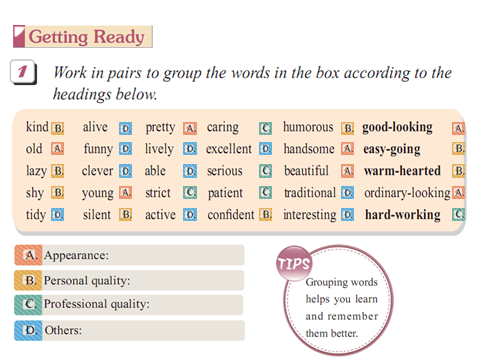 Getting Ready
1 Work in pairs to group the words in the box according to the
headings below.
kind B. alive D. pretty A. caring C. humorous B. good-looking A.
old A. funny D. lively D. excellent D. handsome A. easy-going B.
lazy B. clever D. able D. serious C. beautiful A. warm-hearted B.
shy B. young A. strict C. patient C. traditional D. ordinary-looking A.
tidy D. silent B. active D. confident B. interesting D. hard-working C.
A. Appearance:
B. Personal quality:
C. Professional quality:
D. Others:
TIPS
Grouping words
helps you learn
and remember
them better.